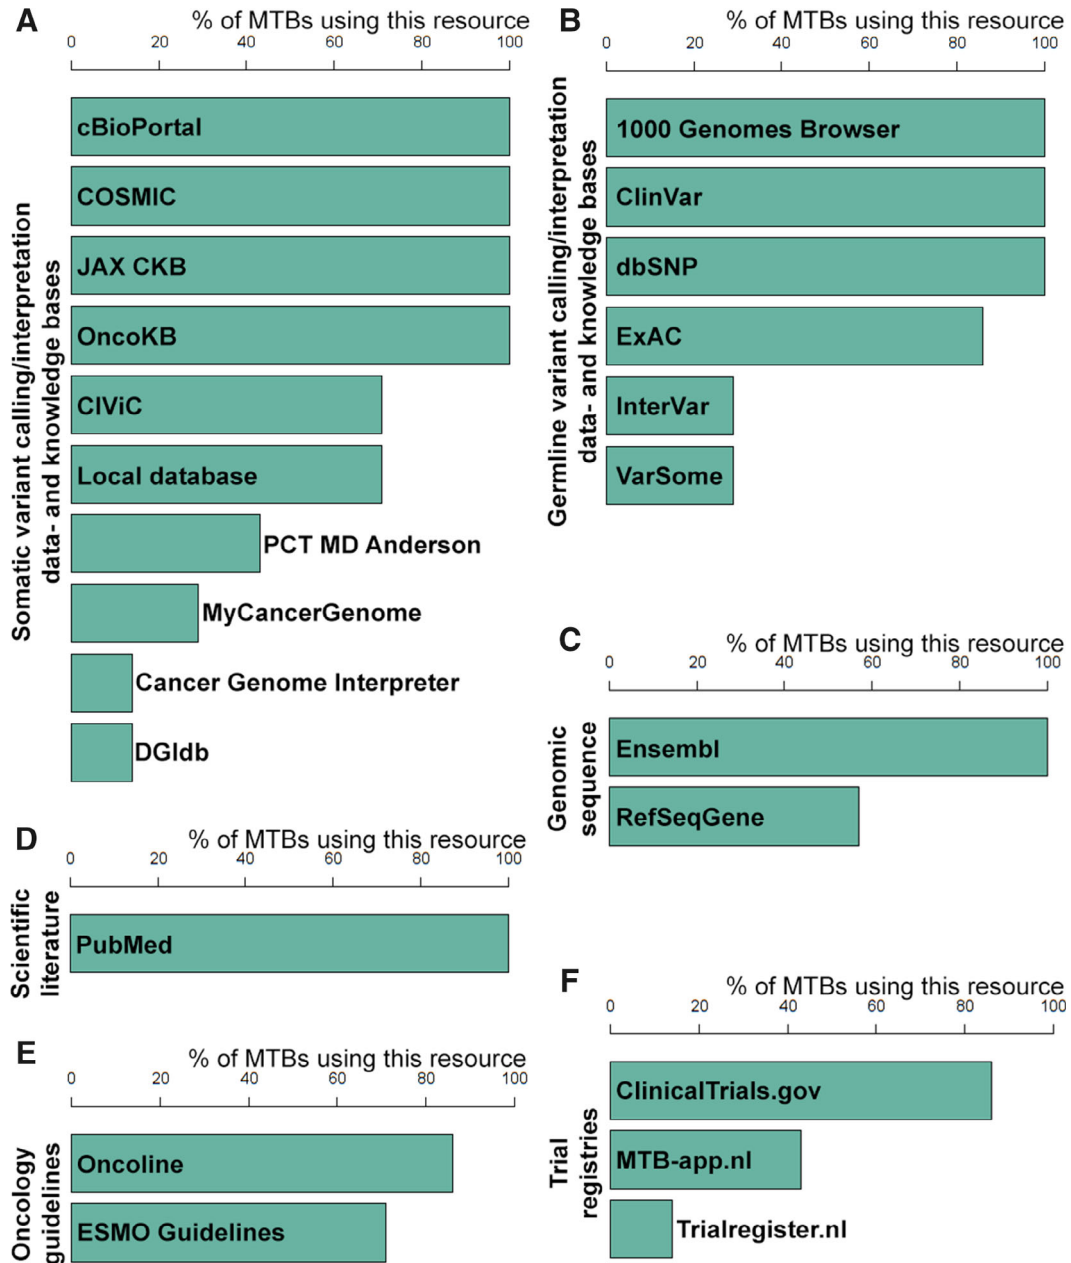 A
% of MTBs using this resource
0 20 40 60 80 100
Somatic variant calling/interpretation
data- and knowledge bases
cBioPortal
COSMIC
JAX CKB
OncoKB
CIViC
Local database
PCT MD Anderson
MyCancerGenome
Cancer Genome Interpreter
DGIdb
B
% of MTBs using this resource
0 20 40 60 80 100
Germline variant calling/interpretation
data- and knowledge bases
1000 Genomes Browser
ClinVar
dbSNP
ExAC
InterVar
VarSome
C
% of MTBs using this resource
0 20 40 60 80 100
Genomic
sequence
Ensembl
RefSeqGene
D
% of MTBs using this resource
0 20 40 60 80 100
Scientific
literature
PubMed
E
% of MTBs using this resource
0 20 40 60 80 100
Oncology
guidelines
Oncoline
ESMO Guidelines
F
% of MTBs using this resource
0 20 40 60 80 100
Trial
registries
ClinicalTrials.gov
MTB-app.nl
Trialregister.nl